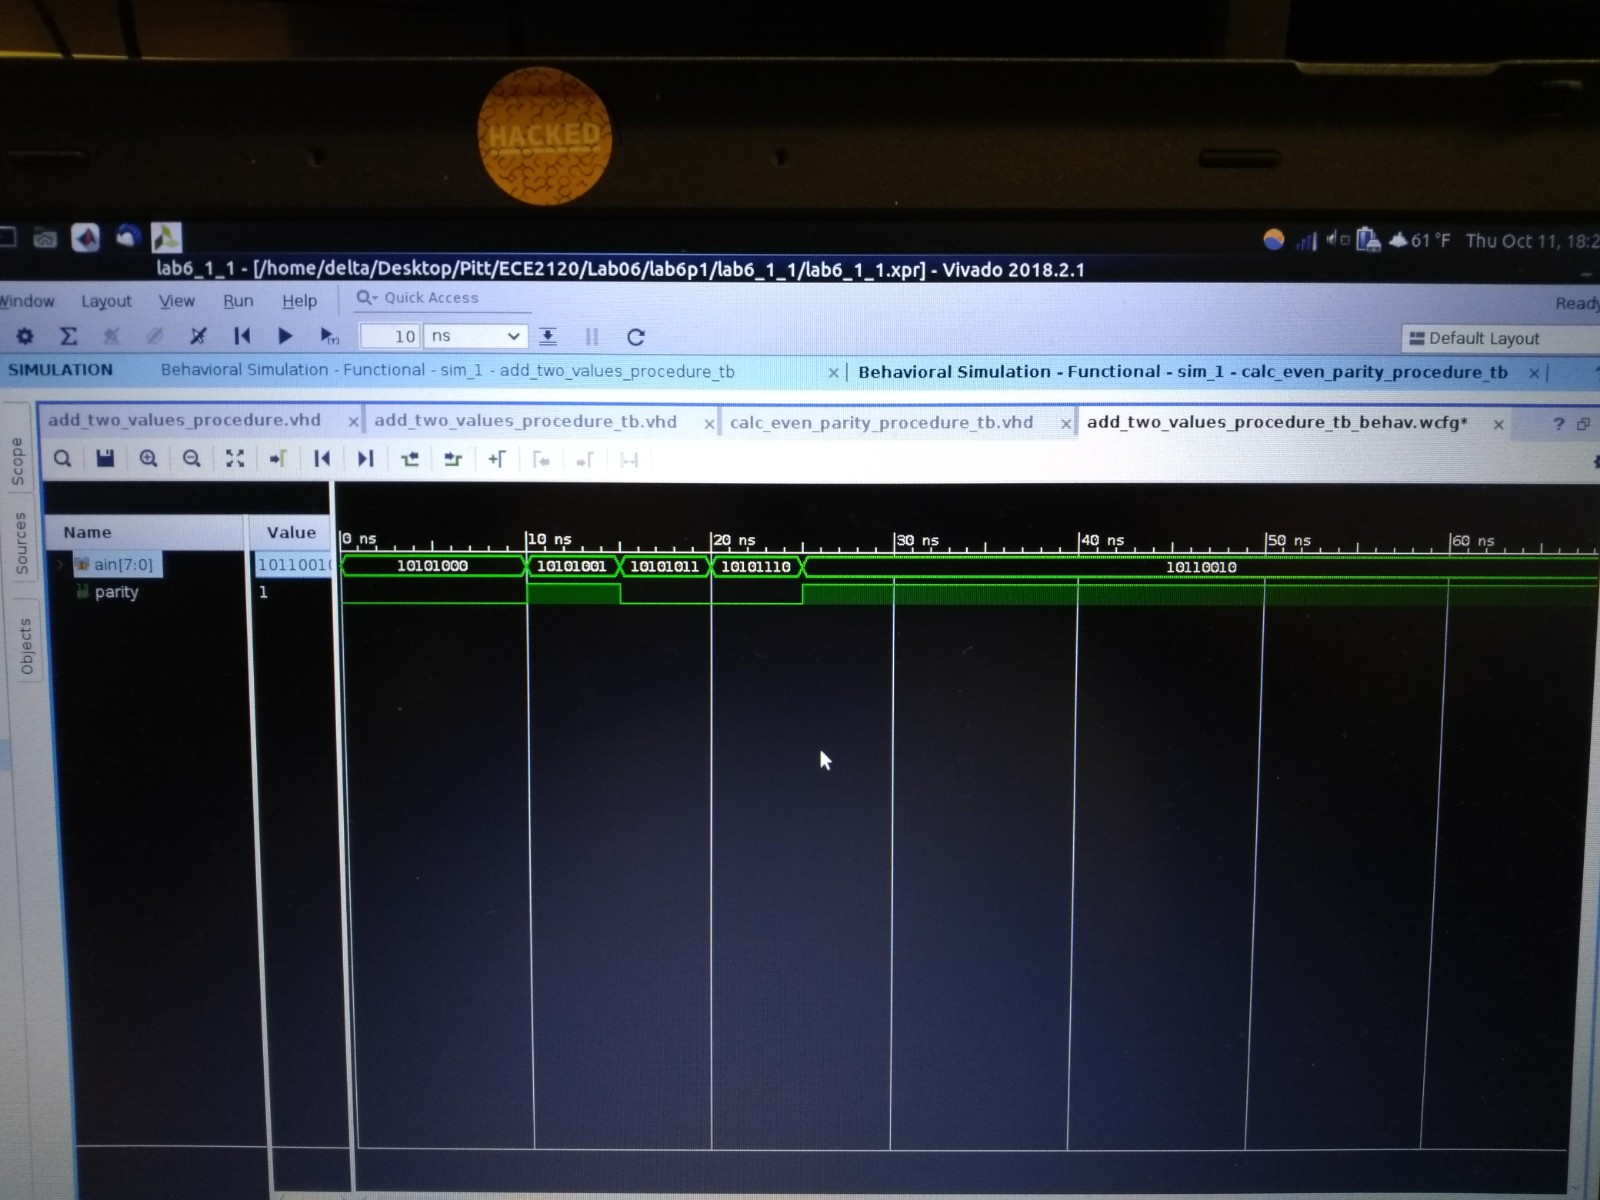 HACKED
61 °F Thu Oct 11, 18:2
lab6_1_1 - [/home/delta/Desktop/Pitt/ECE2120/Lab06/lab6p1/lab6_1_1/lab6_1_1.xpr] - Vivado 2018.2.1
Window Layout View Run Help Quick Access Ready
10 ns Default Layout
SIMULATION Behavioral Simulation - Functional - sim_1 - add_two_values_procedure_tb Behavioral Simulation - Functional - sim_1 - calc_even_parity_procedure_tb
add_two_values_procedure.vhd add_two_values_procedure_tb.vhd calc_even_parity_procedure_tb.vhd add_two_values_procedure_tb_behav.wcfg*
Scope
Sources
Objects
Name Value 0 ns 10 ns 20 ns 30 ns 40 ns 50 ns 60 ns
ain[7:0] 1011001( 10101000 10101001 10101011 10101110 10110010
parity 1